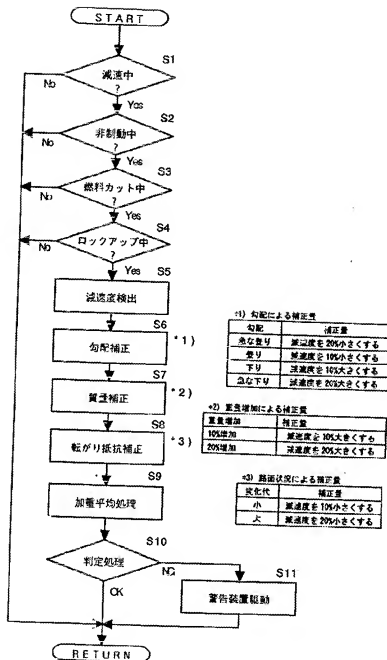 START
S1
減速中
?
No
Yes
S2
非制動中
?
No
Yes
S3
燃料カット中
?
No
Yes
S4
ロックアップ中
?
No
Yes
S5
減速度検出
S6
勾配補正
*1)
S7
質量補正
*2)
S8
転がり抵抗補正
*3)
S9
加重平均処理
S10
判定処理
NG
OK
S11
警告装置駆動
RETURN
*1) 勾配による補正量
勾配 補正量
急な登り 減速度を20%小さくする
登り 減速度を10%小さくする
下り 減速度を10%大きくする
急な下り 減速度を20%大きくする
*2) 重量増加による補正量
重量増加 補正量
10%増加 減速度を10%大きくする
20%増加 減速度を20%大きくする
*3) 路面状況による補正量
変化代 補正量
小 減速度を10%小さくする
大 減速度を20%小さくする